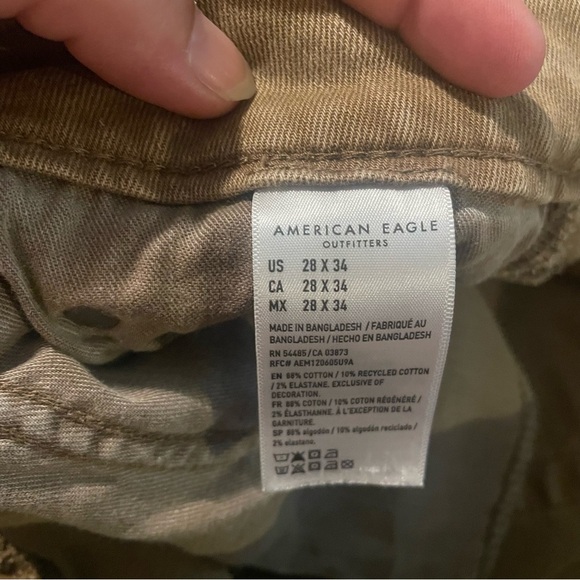 AMERICAN EAGLE
OUTFITTERS
US 28 X 34
CA 28 X 34
MX 28 X 34
MADE IN BANGLADESH / FABRIQUÉ AU
BANGLADESH / HECHO EN BANGLADESH
RN 54485/CA 03873
RFC# AEM120605U9A
EN 88% COTTON / 10% RECYCLED COTTON
/ 2% ELASTANE. EXCLUSIVE OF
DECORATION.
FR 88% COTON / 10% COTON RÉGÉNÉRÉ /
2% ÉLASTHANNE. À L'EXCEPTION DE LA
GARNITURE.
SP 88% algodón / 10% algodón reciclado /
2% elastano.